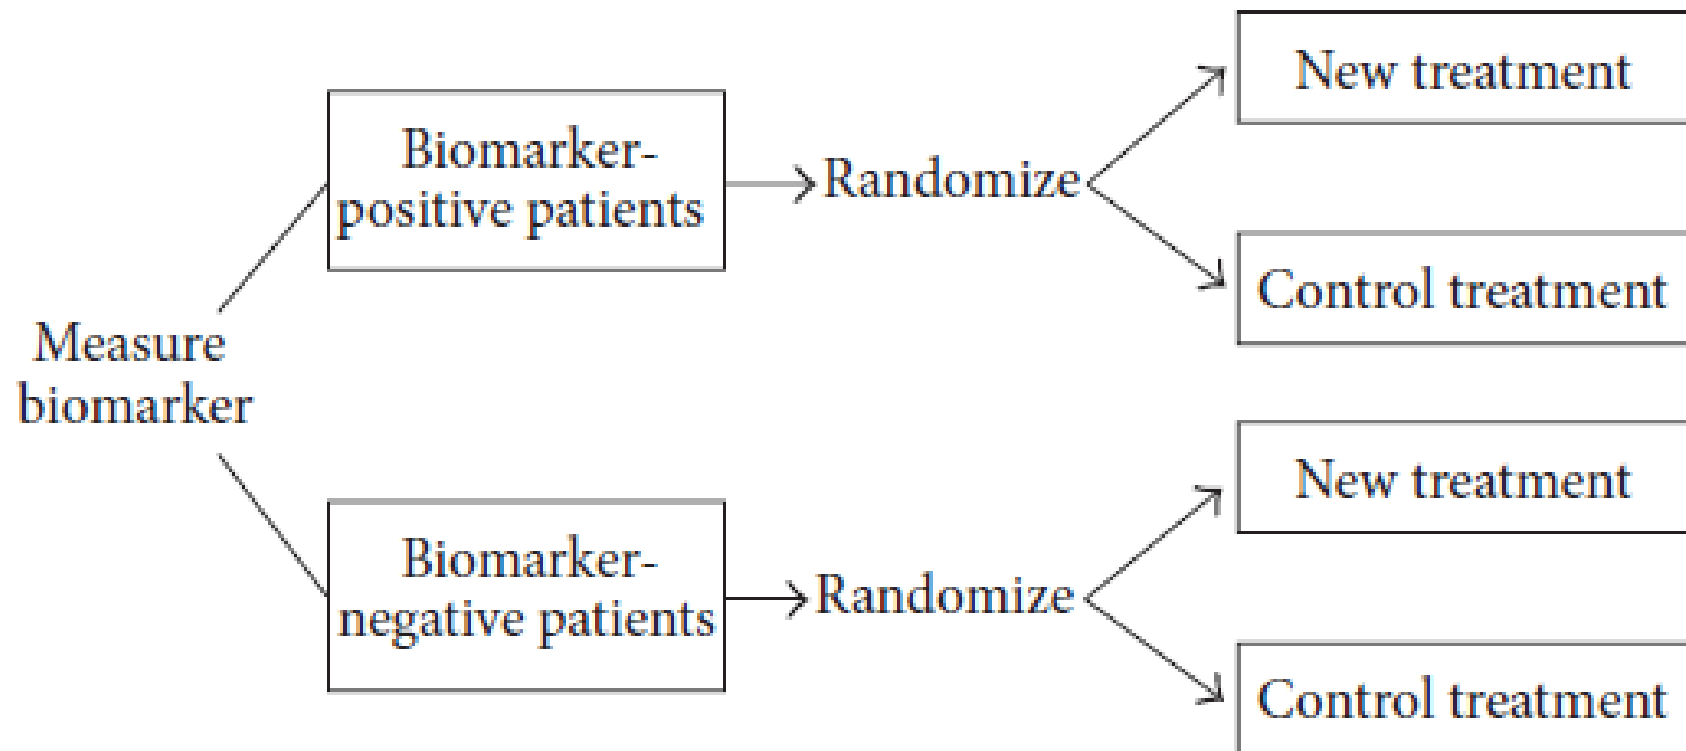 Measure
biomarker
Biomarker-
positive patients
Randomize
New treatment
Control treatment
Biomarker-
negative patients
Randomize
New treatment
Control treatment